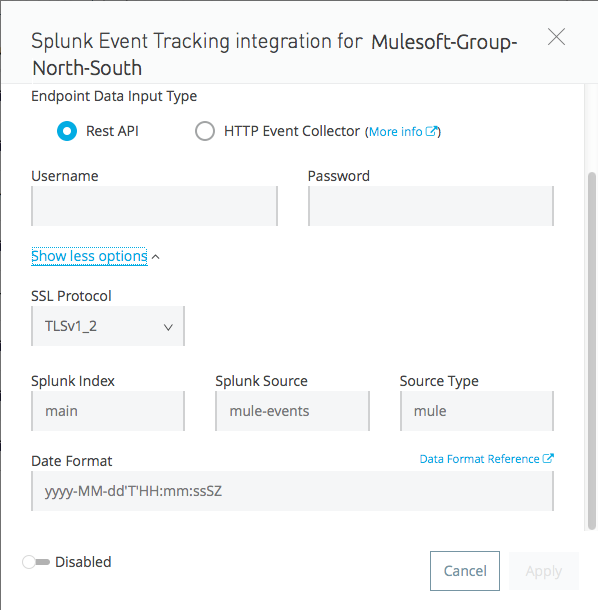 Splunk Event Tracking integration for Mulesoft-Group-
North-South
Endpoint Data Input Type
Rest API
HTTP Event Collector (More info)
Username
Password
Show less options
SSL Protocol
TLSv1_2
Splunk Index
Splunk Source
Source Type
main
mule-events
mule
Date Format
Data Format Reference
yyyy-MM-dd'T'HH:mm:ssSZ
Disabled
Cancel
Apply